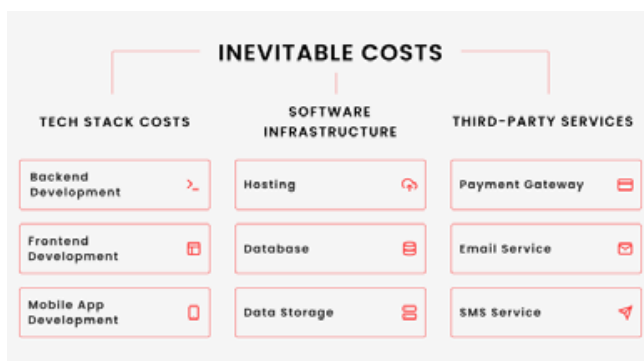 INEVITABLE COSTS
TECH STACK COSTS
Backend
Development
Frontend
Development
Mobile App
Development
SOFTWARE
INFRASTRUCTURE
Hosting
Database
Data Storage
THIRD-PARTY SERVICES
Payment Gateway
Email Service
SMS Service